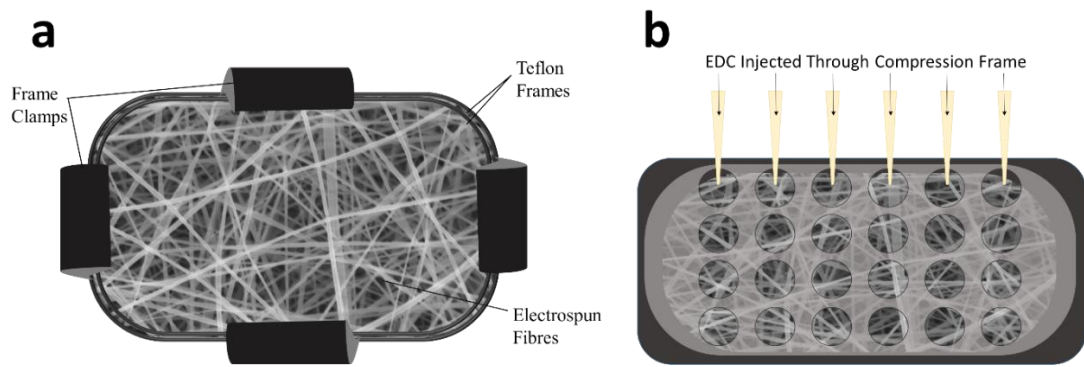 a
Frame
Clamps
Teflon
Frames
Electrospun
Fibres
b
EDC Injected Through Compression Frame